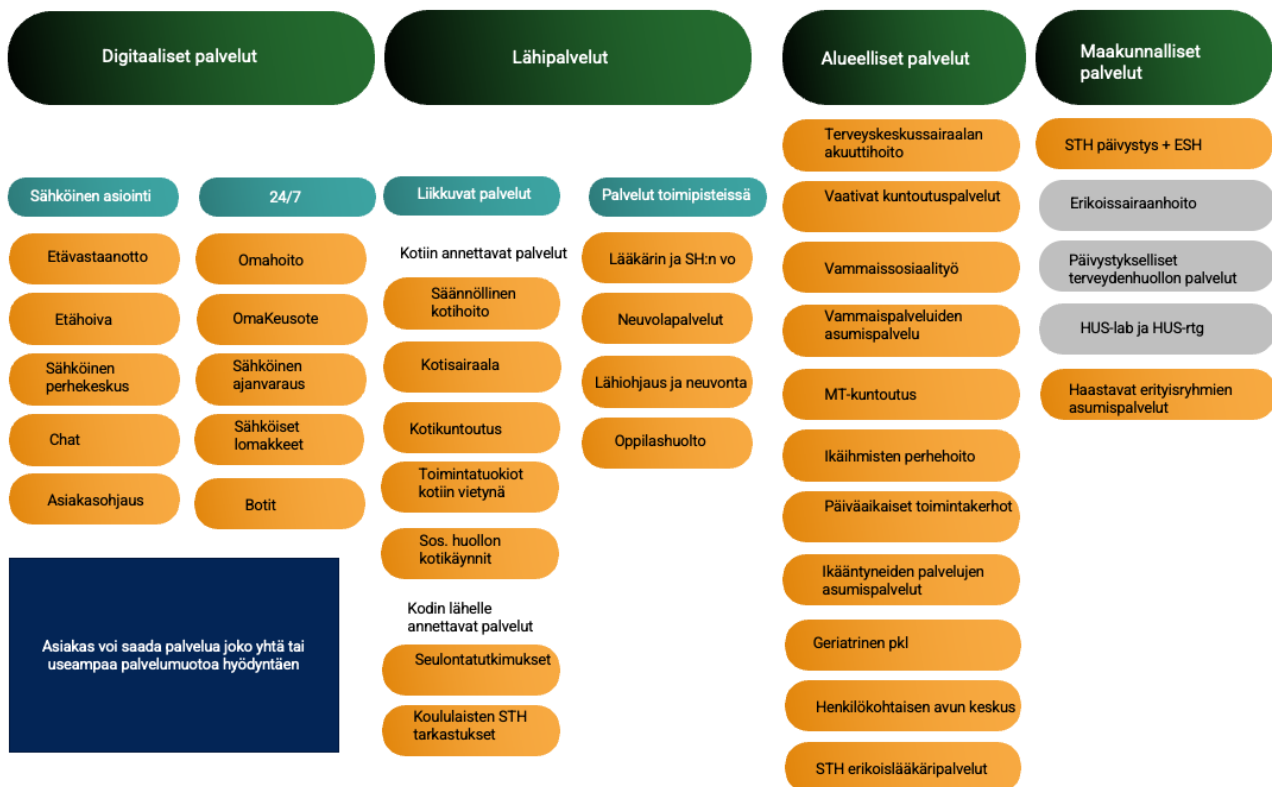 Digitaaliset palvelut
Lähipalvelut
Alueelliset palvelut
Maakunnalliset
palvelut
Sähköinen asiointi
Etävastaanotto
Etähoiva
Sähköinen
perhekeskus
Chat
Asiakasohjaus
24/7
Omahoito
OmaKeusote
Sähköinen
ajanvaraus
Sähköiset
lomakkeet
Botit
Asiakas voi saada palvelua joko yhtä tai
useampaa palvelumuotoa hyödyntäen
Liikkuvat palvelut
Kotiin annettavat palvelut
Säännöllinen
kotihoito
Kotisairaala
Kotikuntoutus
Toimintatuokiot
kotiin vietynä
Sos. huollon
kotikäynnit
Kodin lähelle
annettavat palvelut
Seulontatutkimukset
Koululaisten STH
tarkastukset
Palvelut toimipisteissä
Lääkärin ja SH:n vo
Neuvolapalvelut
Lähiohjaus ja neuvonta
Oppilashuolto
Terveyskeskussairaalan
akuuttihoito
Vaativat kuntoutuspalvelut
Vammaissosiaalityö
Vammaispalveluiden
asumispalvelu
MT-kuntoutus
Ikäihmisten perhehoito
Päiväaikaiset toimintakerhot
Ikääntyneiden palvelujen
asumispalvelut
Geriatrinen pkl
Henkilökohtaisen avun keskus
STH erikoislääkäripalvelut
STH päivystys + ESH
Erikoissairaanhoito
Päivystykselliset
terveydenhuollon palvelut
HUS-lab ja HUS-rtg
Haastavat erityisryhmien
asumispalvelut